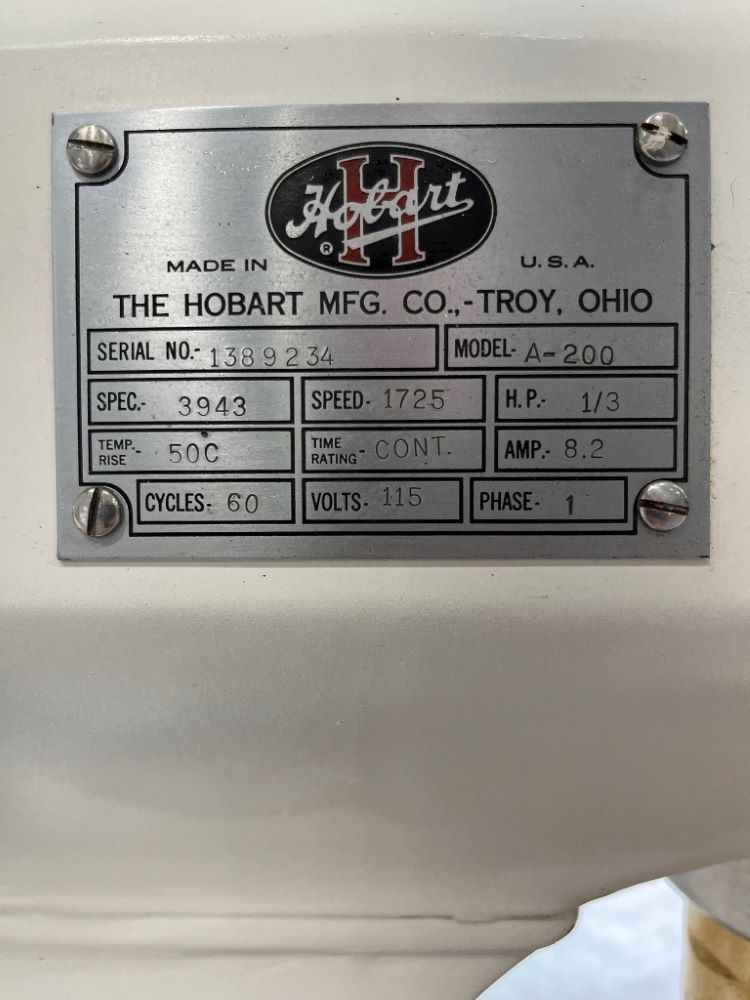 Hobart
®
MADE IN U.S.A.
THE HOBART MFG. CO.,-TROY, OHIO
SERIAL NO.- 1389234 MODEL- A-200
SPEC.- 3943 SPEED- 1725 H.P.- 1/3
TEMP.- RISE 50C TIME RATING- CONT. AMP.- 8.2
CYCLES- 60 VOLTS- 115 PHASE- 1